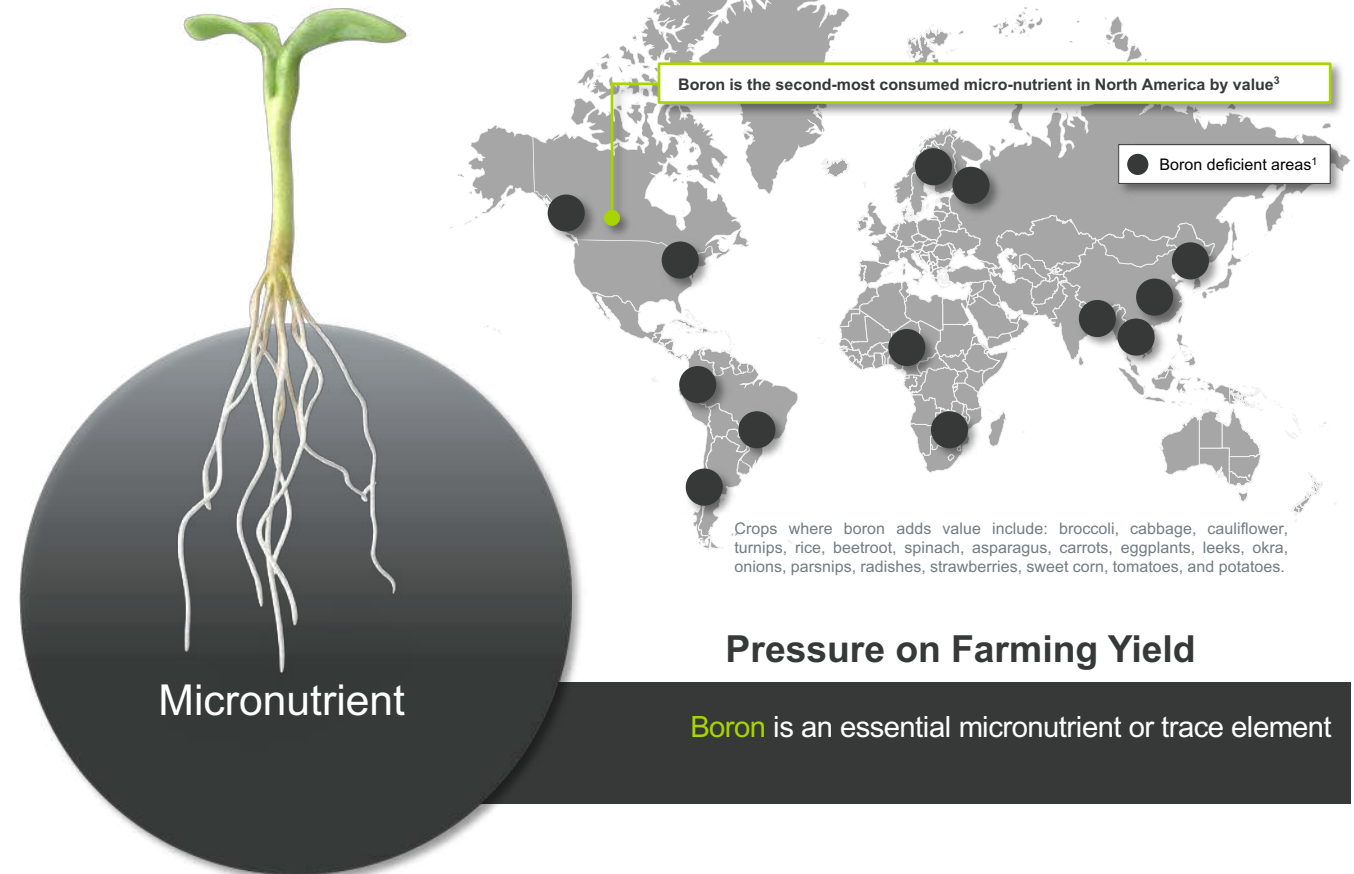 Boron is the second-most consumed micro-nutrient in North America by value³
Boron deficient areas¹
Crops where boron adds value include: broccoli, cabbage, cauliflower,
turnips, rice, beetroot, spinach, asparagus, carrots, eggplants, leeks, okra,
onions, parsnips, radishes, strawberries, sweet corn, tomatoes, and potatoes.
Pressure on Farming Yield
Micronutrient
Boron is an essential micronutrient or trace element